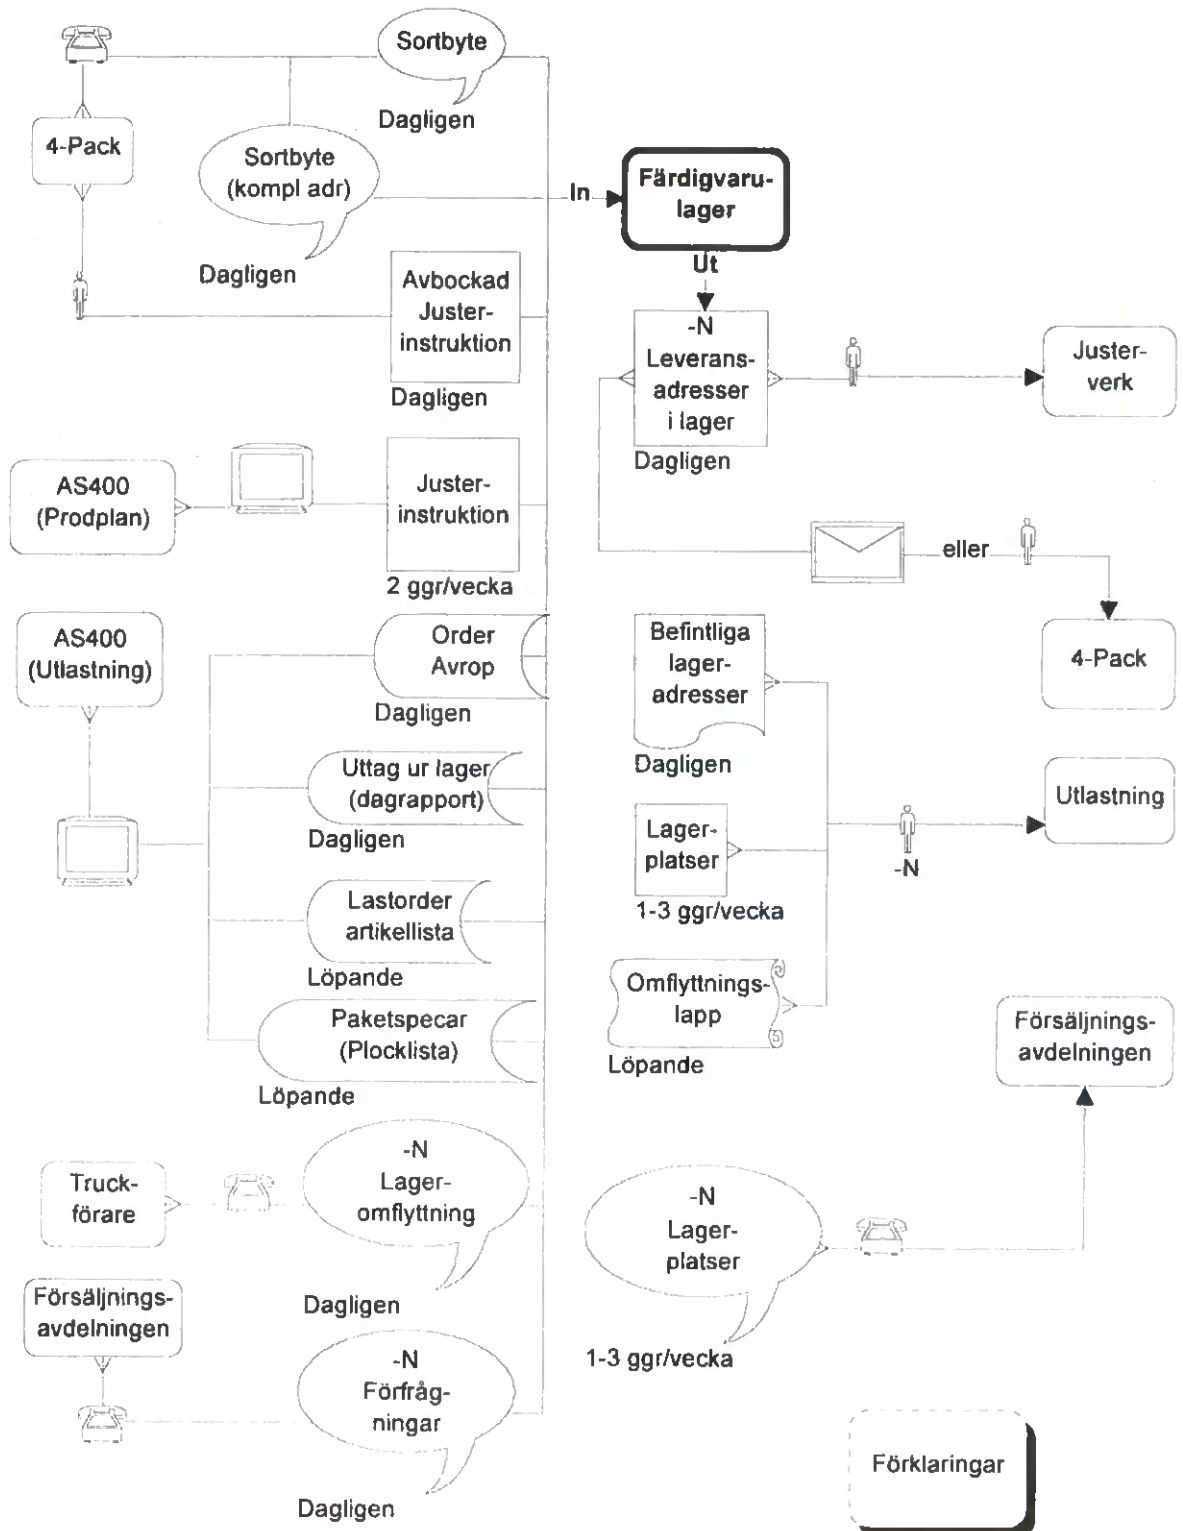 Sortbyte
Dagligen
4-Pack
Sortbyte
(kompl adr)
Dagligen
In
Färdigvaru-
lager
Ut
Avbockad
Juster-
instruktion
Dagligen
-N
Leverans-
adresser
i lager
Dagligen
Juster-
verk
AS400
(Prodplan)
Juster-
instruktion
2 ggr/vecka
eller
4-Pack
AS400
(Utlastning)
Order
Avrop
Dagligen
Befintliga
lager-
adresser
Dagligen
Uttag ur lager
(dagrapport)
Dagligen
Lager-
platser
1-3 ggr/vecka
-N
Utlastning
Lastorder
artikellista
Löpande
Omflyttnings-
lapp
Löpande
Paketspecar
(Plocklista)
Löpande
Försäljnings-
avdelningen
Truck-
förare
-N
Lager-
omflyttning
Dagligen
-N
Lager-
platser
1-3 ggr/vecka
Försäljnings-
avdelningen
-N
Förfråg-
ningar
Dagligen
Förklaringar